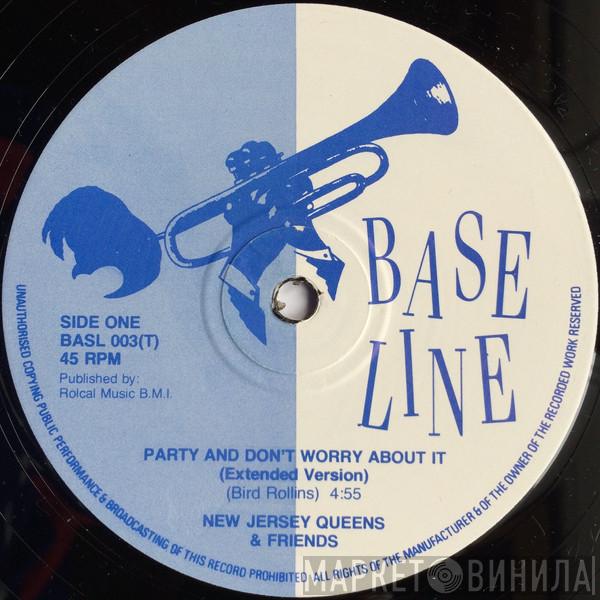 BASE
LINE
SIDE ONE
BASL 003(T)
45 RPM
Published by:
Rolcal Music B.M.I.
PARTY AND DON'T WORRY ABOUT IT
(Extended Version)
(Bird Rollins) 4:55
NEW JERSEY QUEENS
& FRIENDS
UNAUTHORISED COPYING PUBLIC PERFORMANCE & BROADCASTING OF THIS RECORD PROHIBITED ALL RIGHTS OF THE MANUFACTURER & OF THE OWNER OF THE RECORDED WORK RESERVED
МАРКЕТ ВИНИЛА